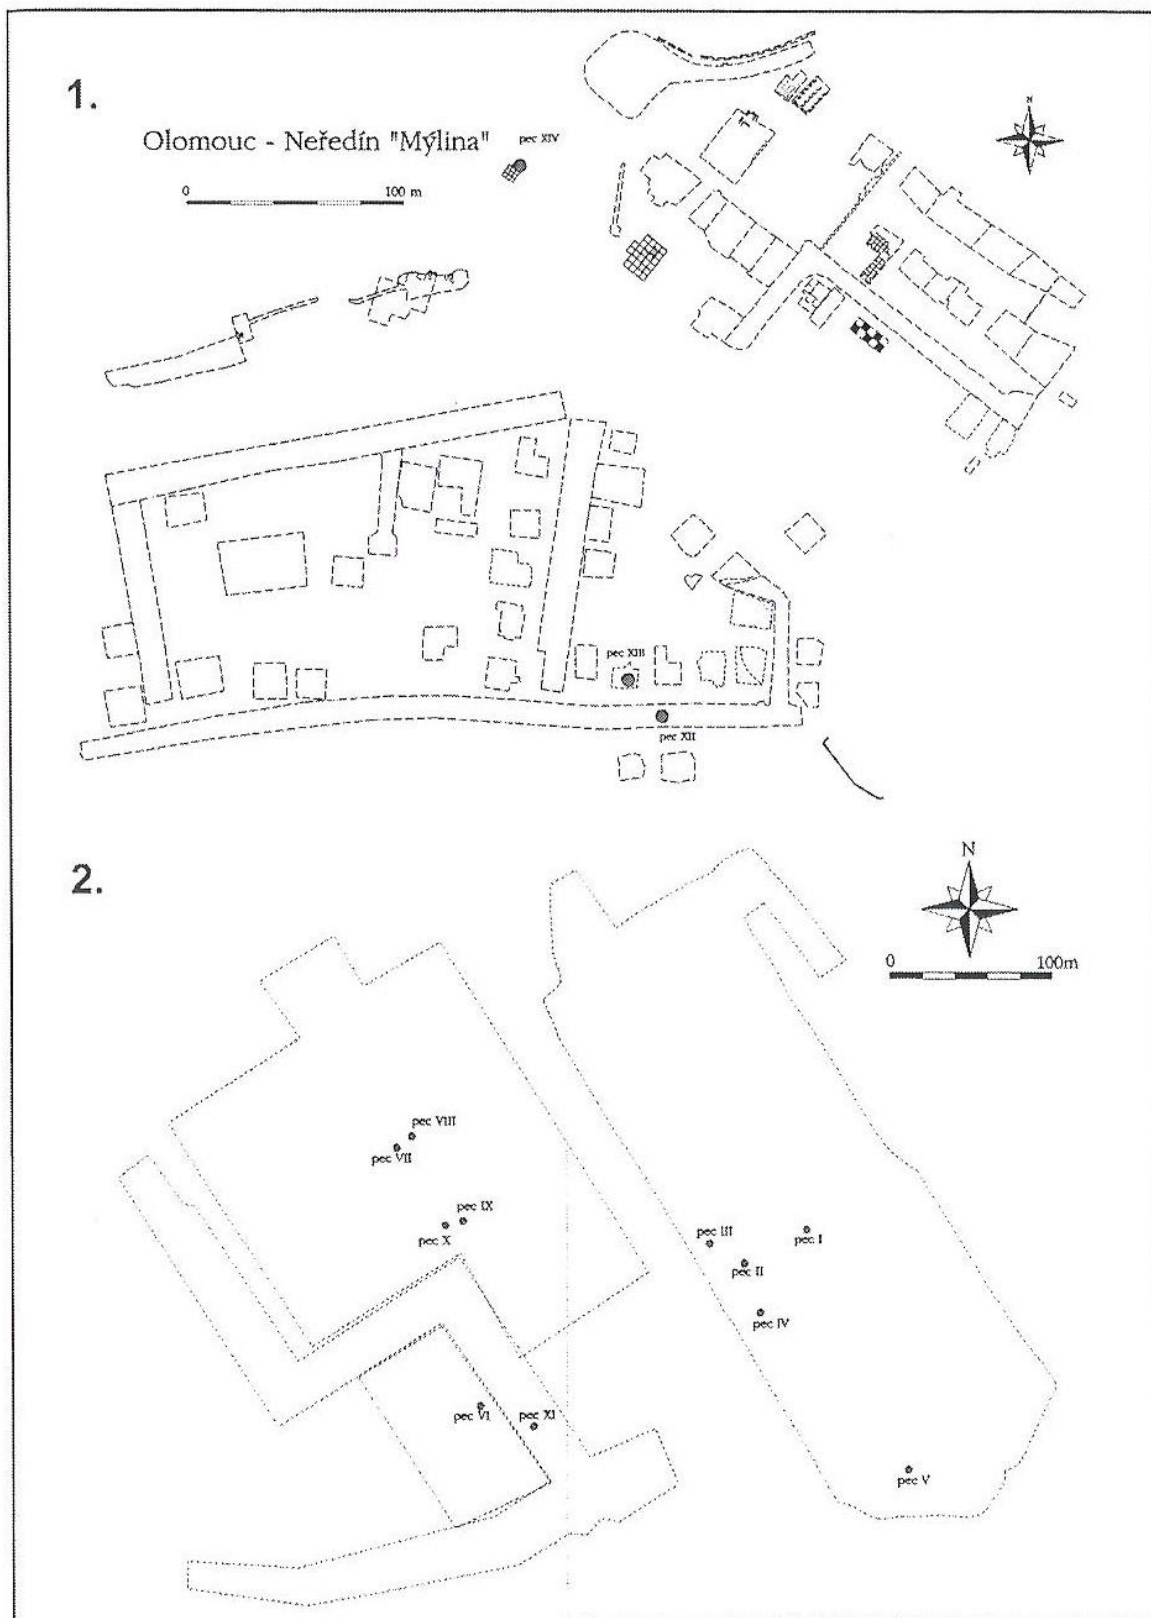 1.
N
Olomouc - Neředín "Mýlina"
pec XIV
0 100 m
pec XIII
pec XII
2.
N
0 100m
pec VIII
pec VII
pec IX
pec X
pec III
pec I
pec II
pec IV
pec VI
pec XI
pec V